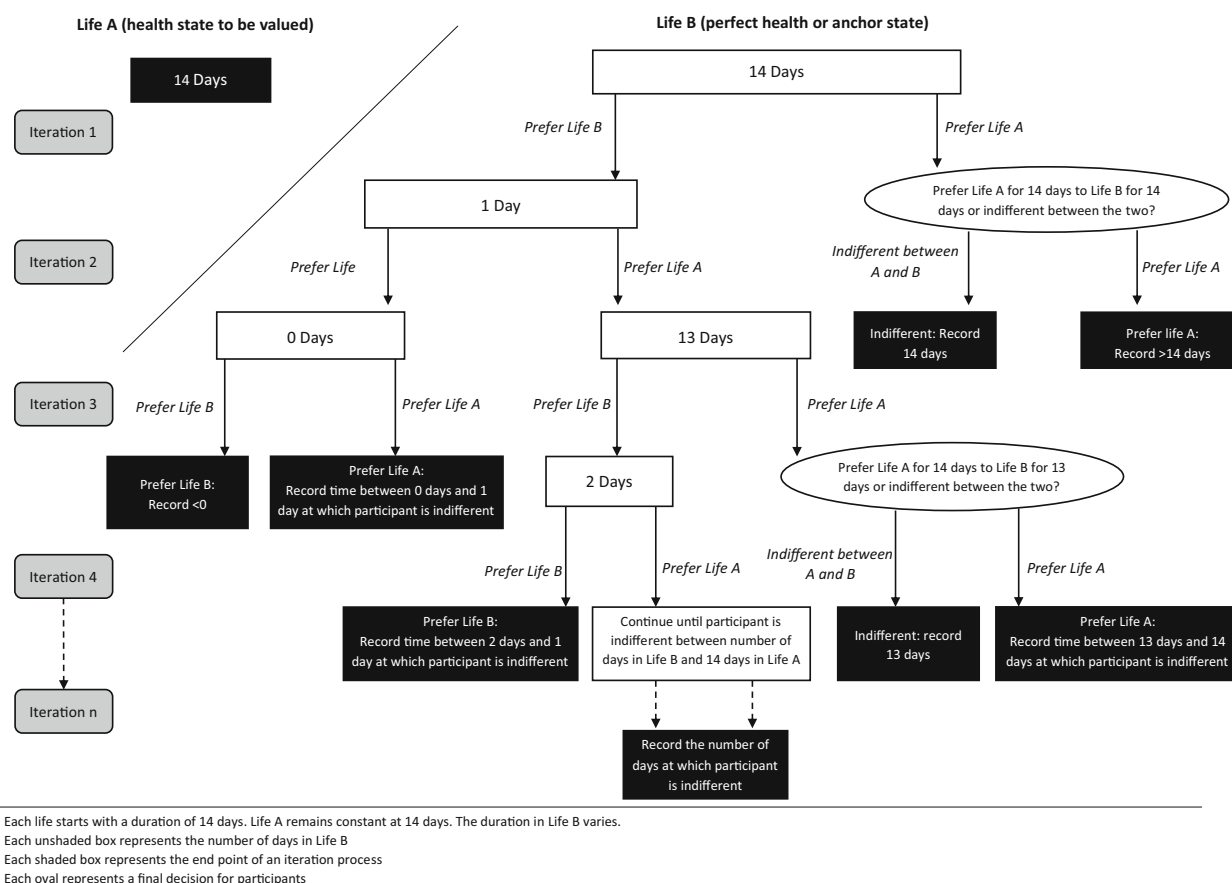 Life A (health state to be valued)
Life B (perfect health or anchor state)
14 Days
14 Days
Iteration 1
Prefer Life B
Prefer Life A
1 Day
Prefer Life A for 14 days to Life B for 14
days or indifferent between the two?
Iteration 2
Prefer Life
Prefer Life A
Indifferent between
A and B
Prefer Life A
0 Days
13 Days
Indifferent: Record
14 days
Prefer life A:
Record >14 days
Iteration 3
Prefer Life B
Prefer Life A
Prefer Life B
Prefer Life A
Prefer Life B:
Record <0
Prefer Life A:
Record time between 0 days and 1
day at which participant is indifferent
2 Days
Prefer Life A for 14 days to Life B for 13
days or indifferent between the two?
Iteration 4
Prefer Life B
Prefer Life A
Indifferent between
A and B
Prefer Life A
Prefer Life B:
Record time between 2 days and 1
day at which participant is indifferent
Continue until participant is
indifferent between number of
days in Life B and 14 days in Life A
Indifferent: record
13 days
Prefer Life A:
Record time between 13 days and 14
days at which participant is indifferent
Iteration n
Record the number of
days at which participant
is indifferent
Each life starts with a duration of 14 days. Life A remains constant at 14 days. The duration in Life B varies.
Each unshaded box represents the number of days in Life B
Each shaded box represents the end point of an iteration process
Each oval represents a final decision for participants